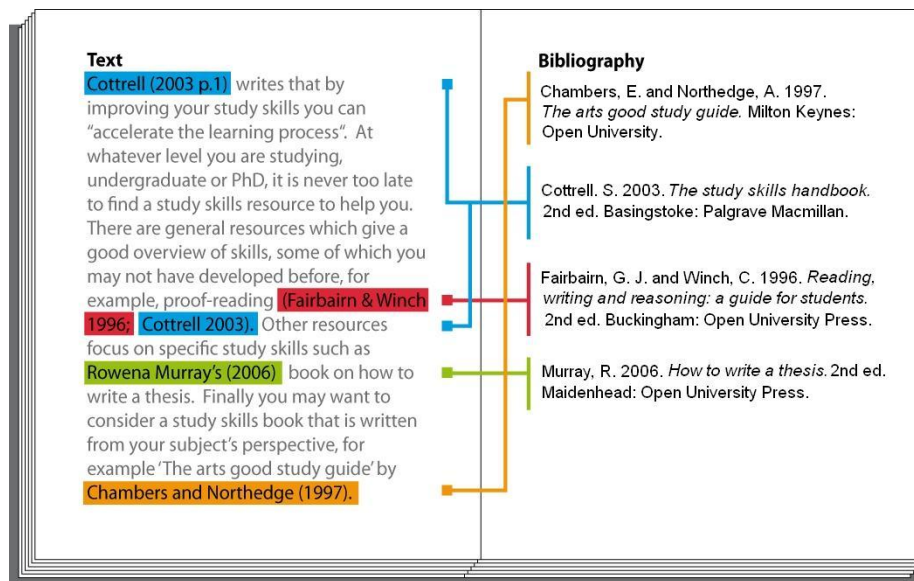 Text
Cottrell (2003 p.1) writes that by
improving your study skills you can
“accelerate the learning process“. At
whatever level you are studying,
undergraduate or PhD, it is never too late
to find a study skills resource to help you.
There are general resources which give a
good overview of skills, some of which you
may not have developed before, for
example, proof-reading (Fairbairn & Winch
1996; Cottrell 2003). Other resources
focus on specific study skills such as
Rowena Murray’s (2006) book on how to
write a thesis. Finally you may want to
consider a study skills book that is written
from your subject’s perspective, for
example ‘The arts good study guide’ by
Chambers and Northedge (1997).
Bibliography
Chambers, E. and Northedge, A. 1997.
The arts good study guide. Milton Keynes:
Open University.
Cottrell. S. 2003. The study skills handbook.
2nd ed. Basingstoke: Palgrave Macmillan.
Fairbairn, G. J. and Winch, C. 1996. Reading,
writing and reasoning: a guide for students.
2nd ed. Buckingham: Open University Press.
Murray, R. 2006. How to write a thesis. 2nd ed.
Maidenhead: Open University Press.